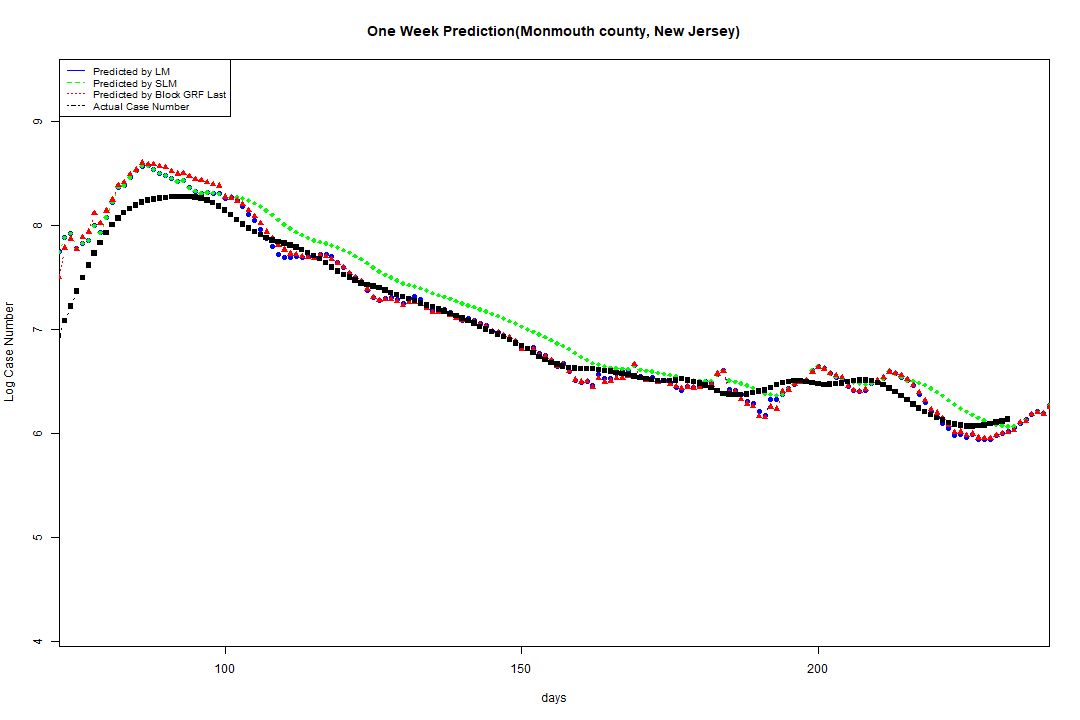 One Week Prediction(Monmouth county, New Jersey)
Predicted by LM
Predicted by SLM
Predicted by Block GRF Last
Actual Case Number
9
8
7
6
5
4
Log Case Number
100 150 200
days